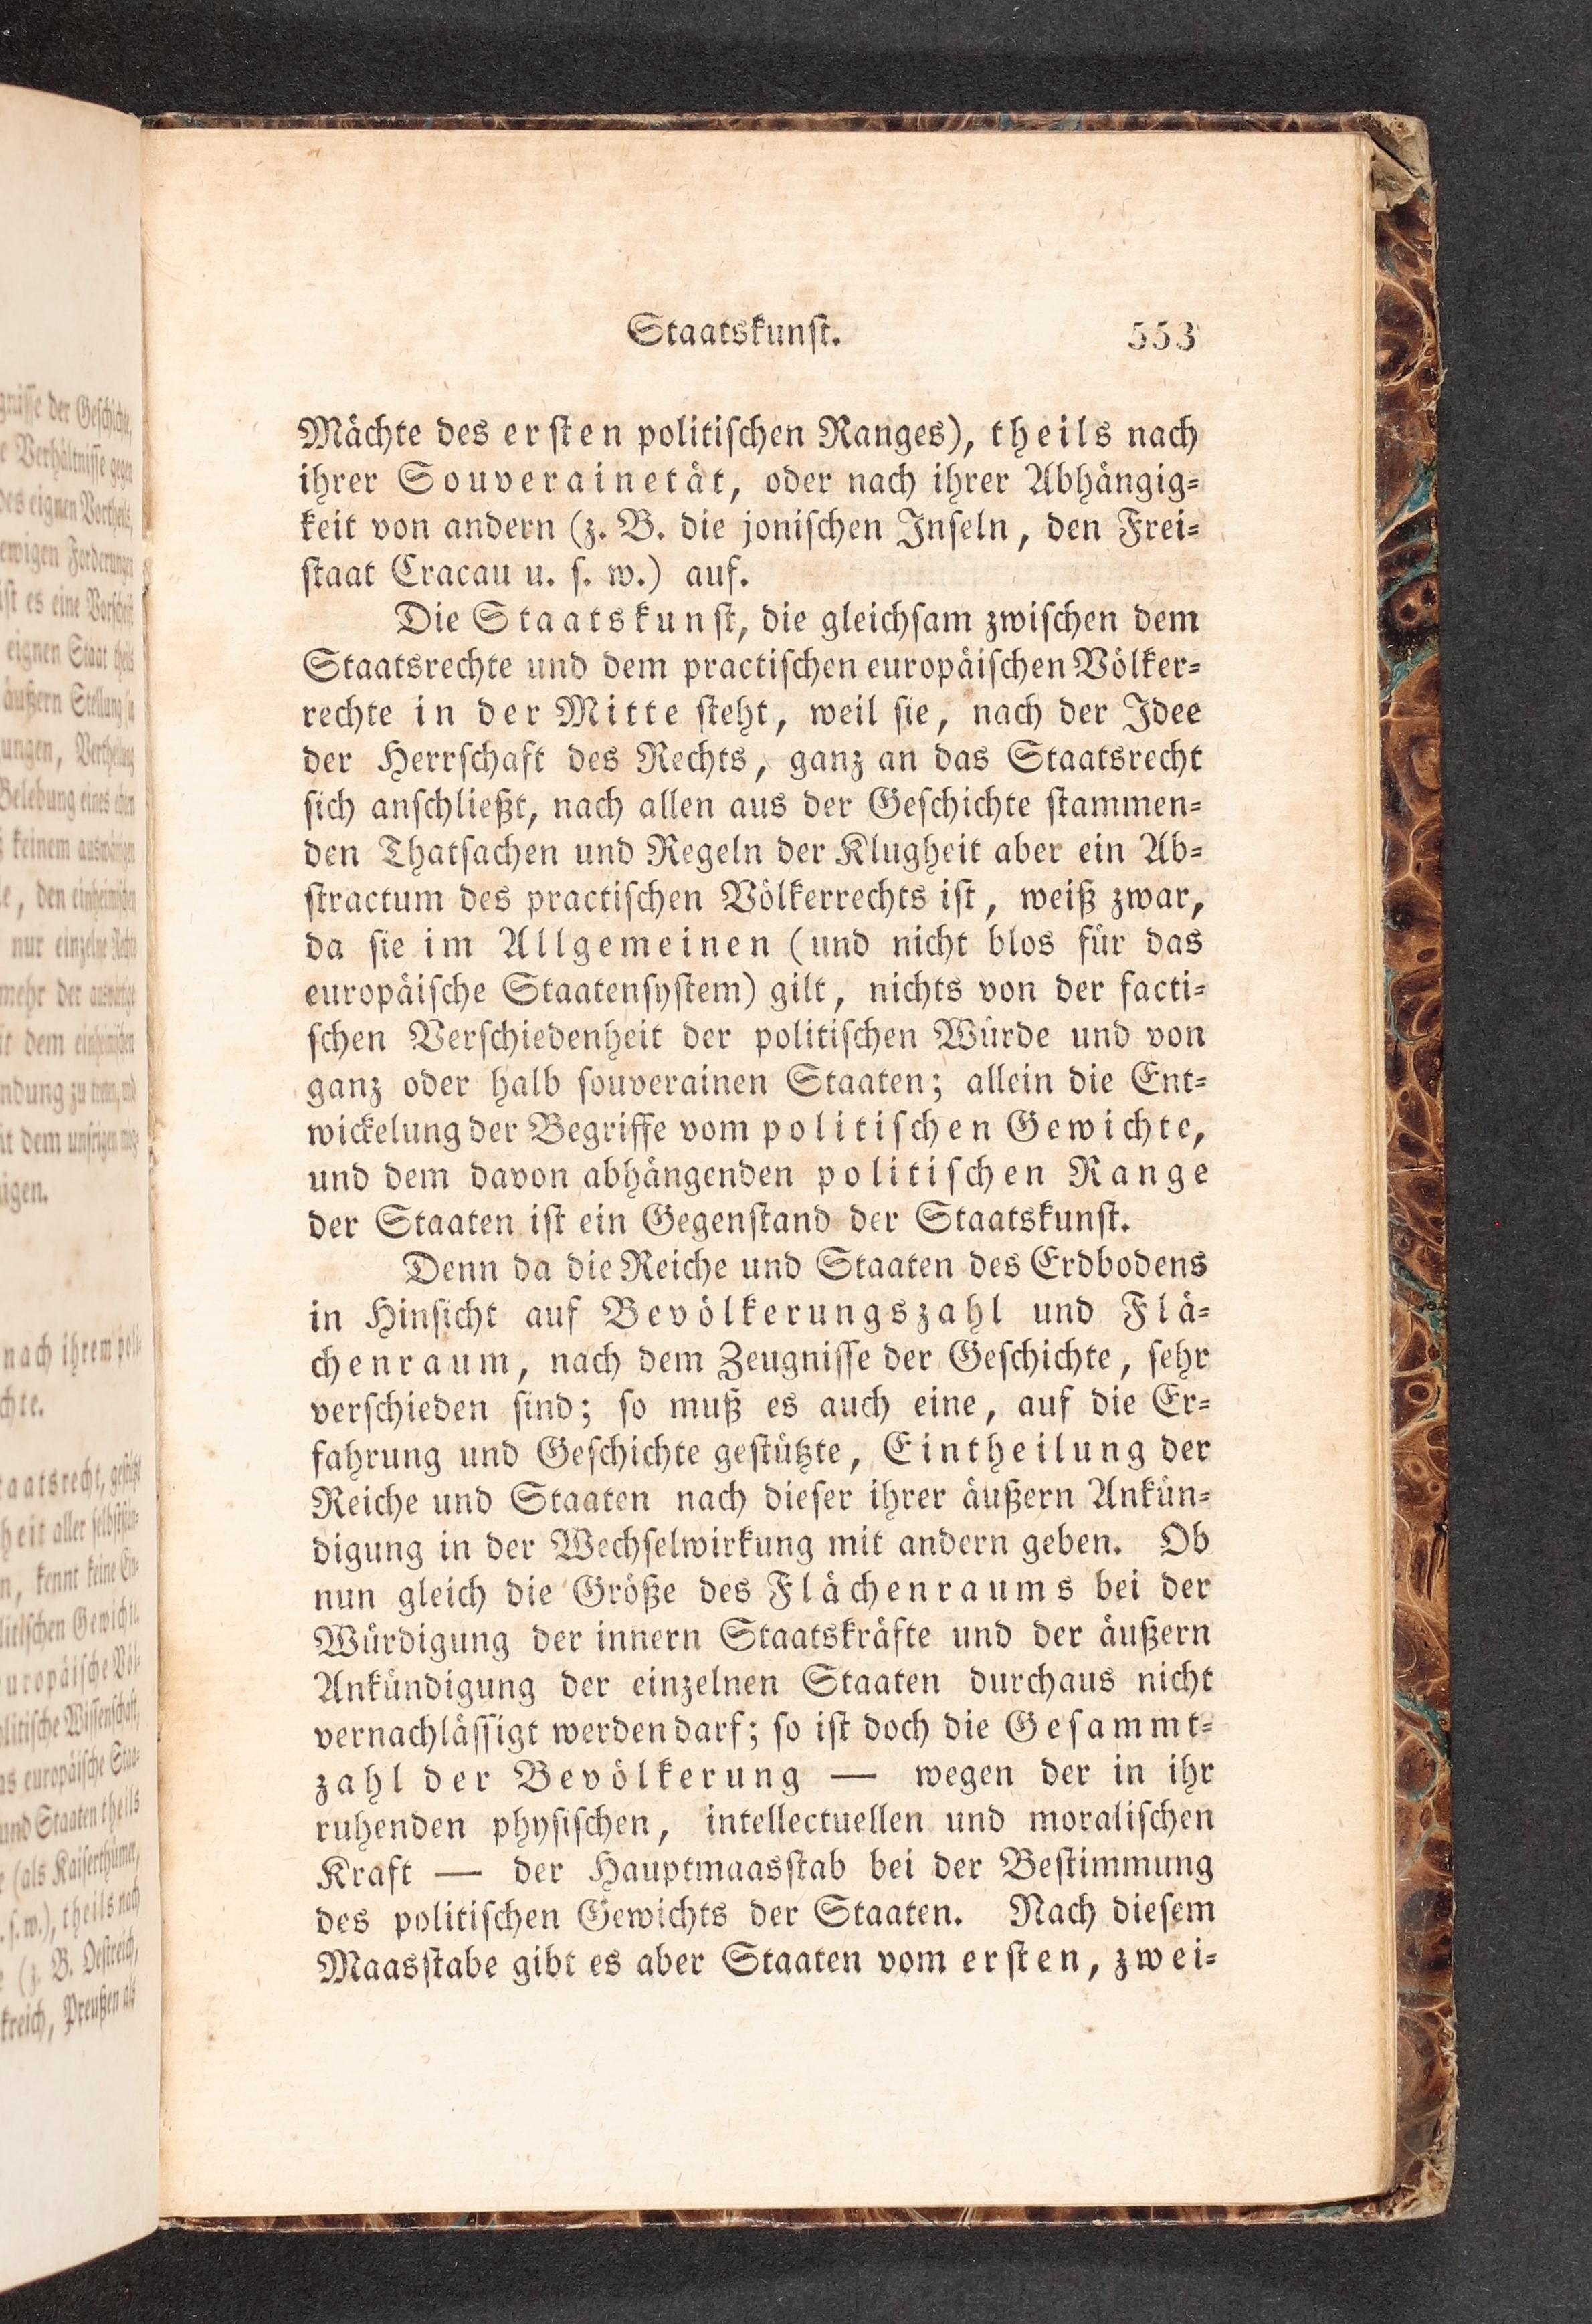 Staatskunst. 553
Mächte des ersten politischen Ranges), theils nach
ihrer Souverainetät, oder nach ihrer Abhängig-
keit von andern (z. B. die jonischen Inseln, den Frei-
staat Cracau u. s. w.) auf.
Die Staatskunst, die gleichsam zwischen dem
Staatsrechte und dem practischen europäischen Völker-
rechte in der Mitte steht, weil sie, nach der Idee
der Herrschaft des Rechts, ganz an das Staatsrecht
sich anschließt, nach allen aus der Geschichte stammen-
den Thatsachen und Regeln der Klugheit aber ein Ab-
stractum des practischen Völkerrechts ist, weiß zwar,
da sie im Allgemeinen (und nicht blos für das
europäische Staatensystem) gilt, nichts von der facti-
schen Verschiedenheit der politischen Würde und von
ganz oder halb souverainen Staaten; allein die Ent-
wickelung der Begriffe vom politischen Gewichte,
und dem davon abhängenden politischen Range
der Staaten ist ein Gegenstand der Staatskunst.
Denn da die Reiche und Staaten des Erdbodens
in Hinsicht auf Bevölkerungszahl und Flä-
chenraum, nach dem Zeugnisse der Geschichte, sehr
verschieden sind; so muß es auch eine, auf die Er-
fahrung und Geschichte gestützte, Eintheilung der
Reiche und Staaten nach dieser ihrer äußern Ankün-
digung in der Wechselwirkung mit andern geben. Ob
nun gleich die Größe des Flächenraums bei der
Würdigung der innern Staatskräfte und der äußern
Ankündigung der einzelnen Staaten durchaus nicht
vernachlässigt werden darf; so ist doch die Gesammt-
zahl der Bevölkerung — wegen der in ihr
ruhenden physischen, intellectuellen und moralischen
Kraft — der Hauptmaasstab bei der Bestimmung
des politischen Gewichts der Staaten. Nach diesem
Maasstabe gibt es aber Staaten vom ersten, zwei-